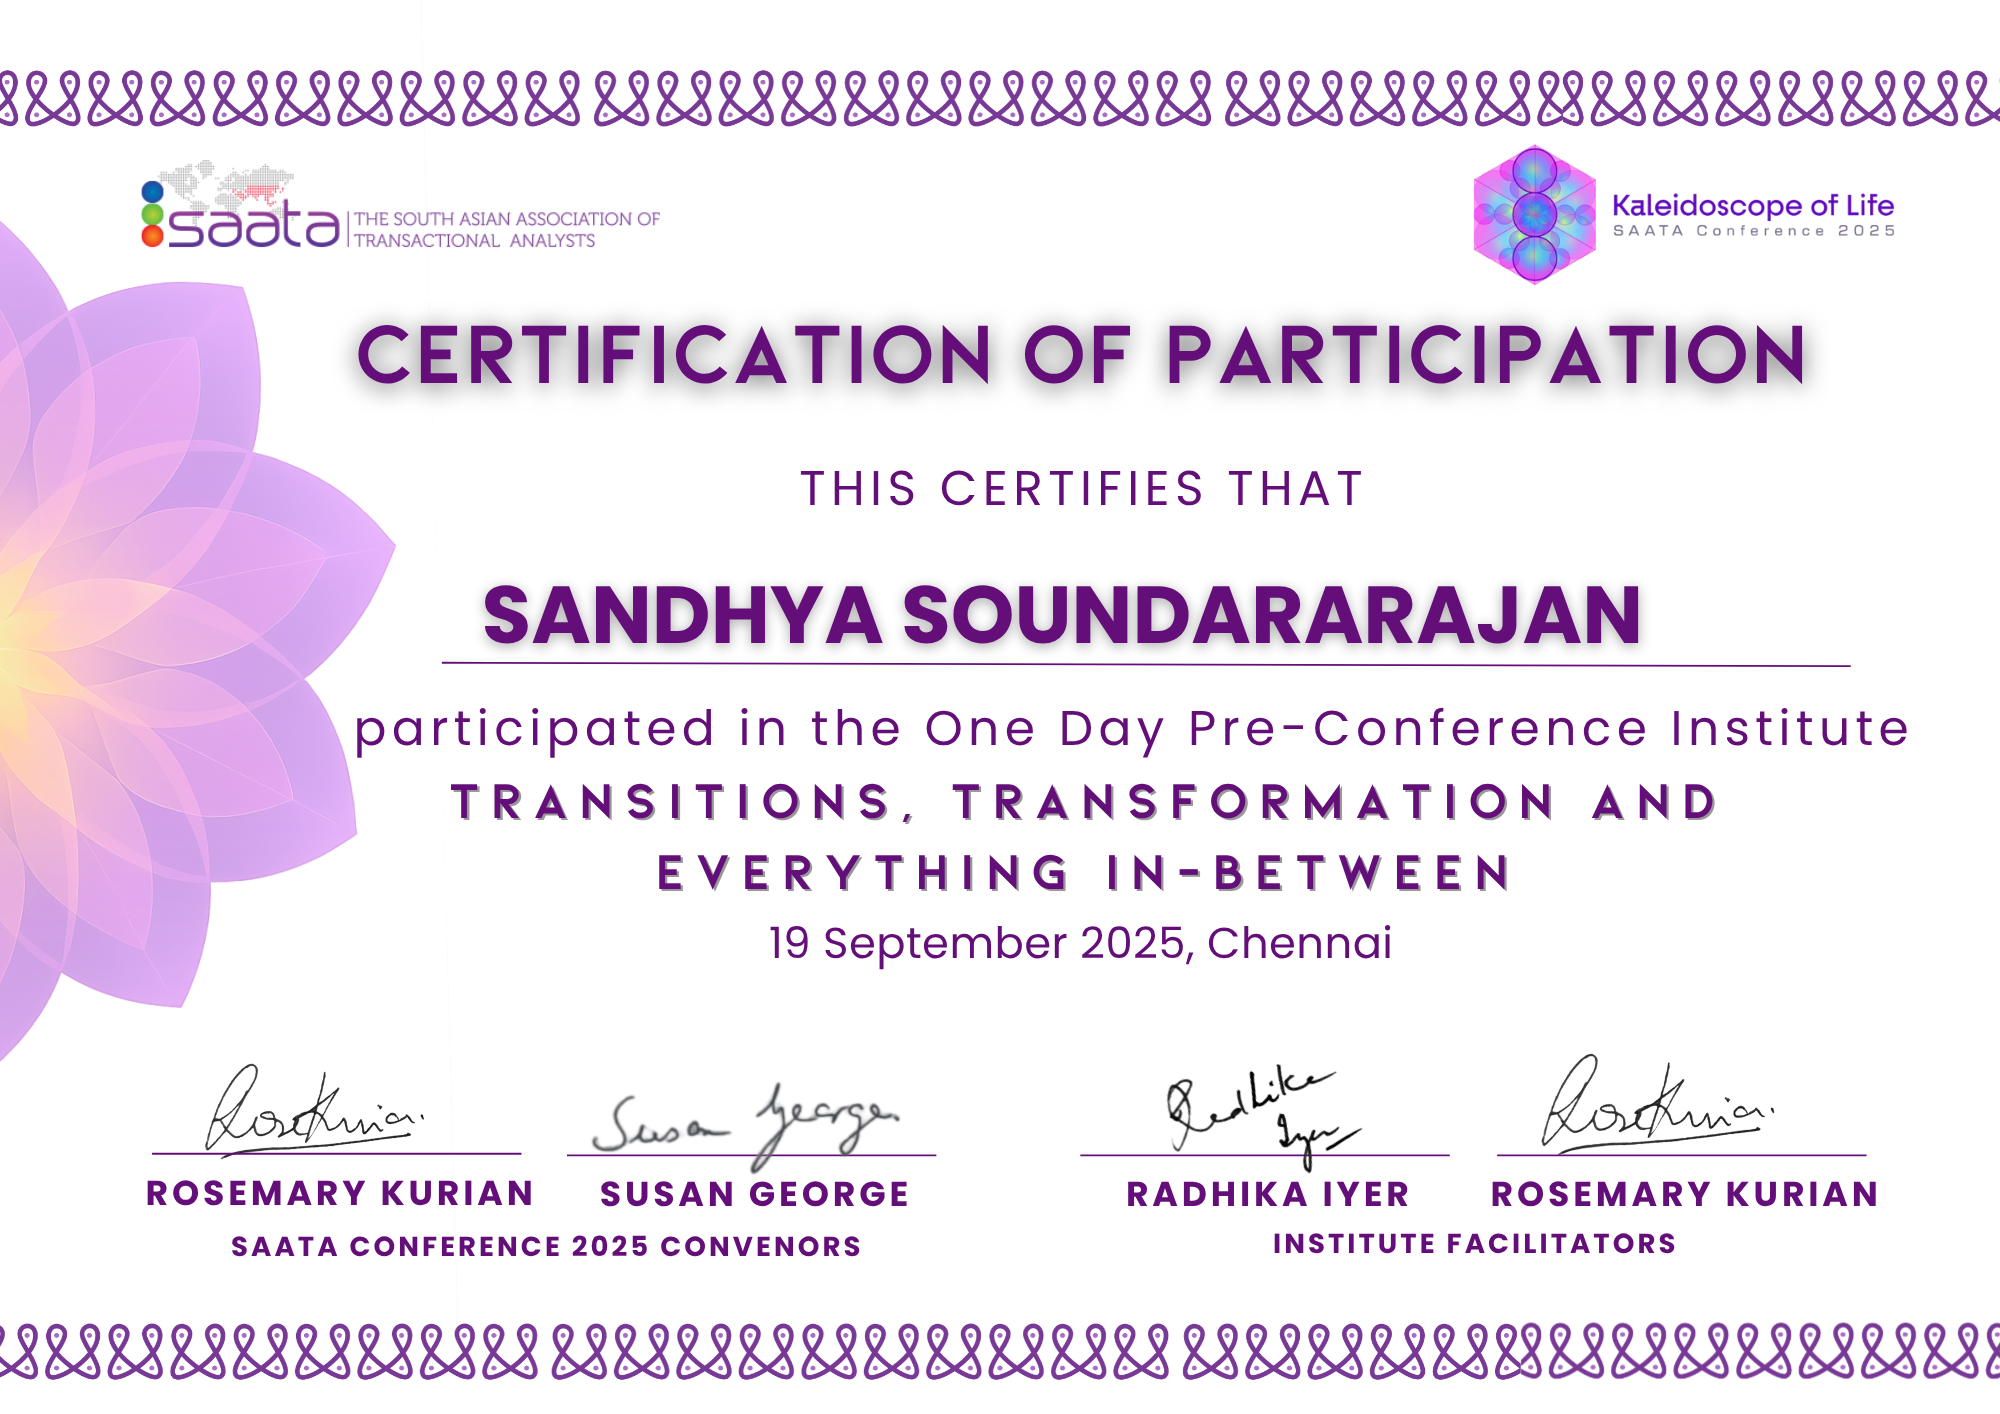 saata
THE SOUTH ASIAN ASSOCIATION OF
TRANSACTIONAL ANALYSTS
Kaleidoscope of Life
SAATA Conference 2025
CERTIFICATION OF PARTICIPATION
THIS CERTIFIES THAT
SANDHYA SOUNDARARAJAN
participated in the One Day Pre-Conference Institute
TRANSITIONS, TRANSFORMATION AND
EVERYTHING IN-BETWEEN
19 September 2025, Chennai
RoseKurian.
Susan George
Radhika
Iyer
RoseKurian.
ROSEMARY KURIAN
SUSAN GEORGE
RADHIKA IYER
ROSEMARY KURIAN
SAATA CONFERENCE 2025 CONVENORS
INSTITUTE FACILITATORS